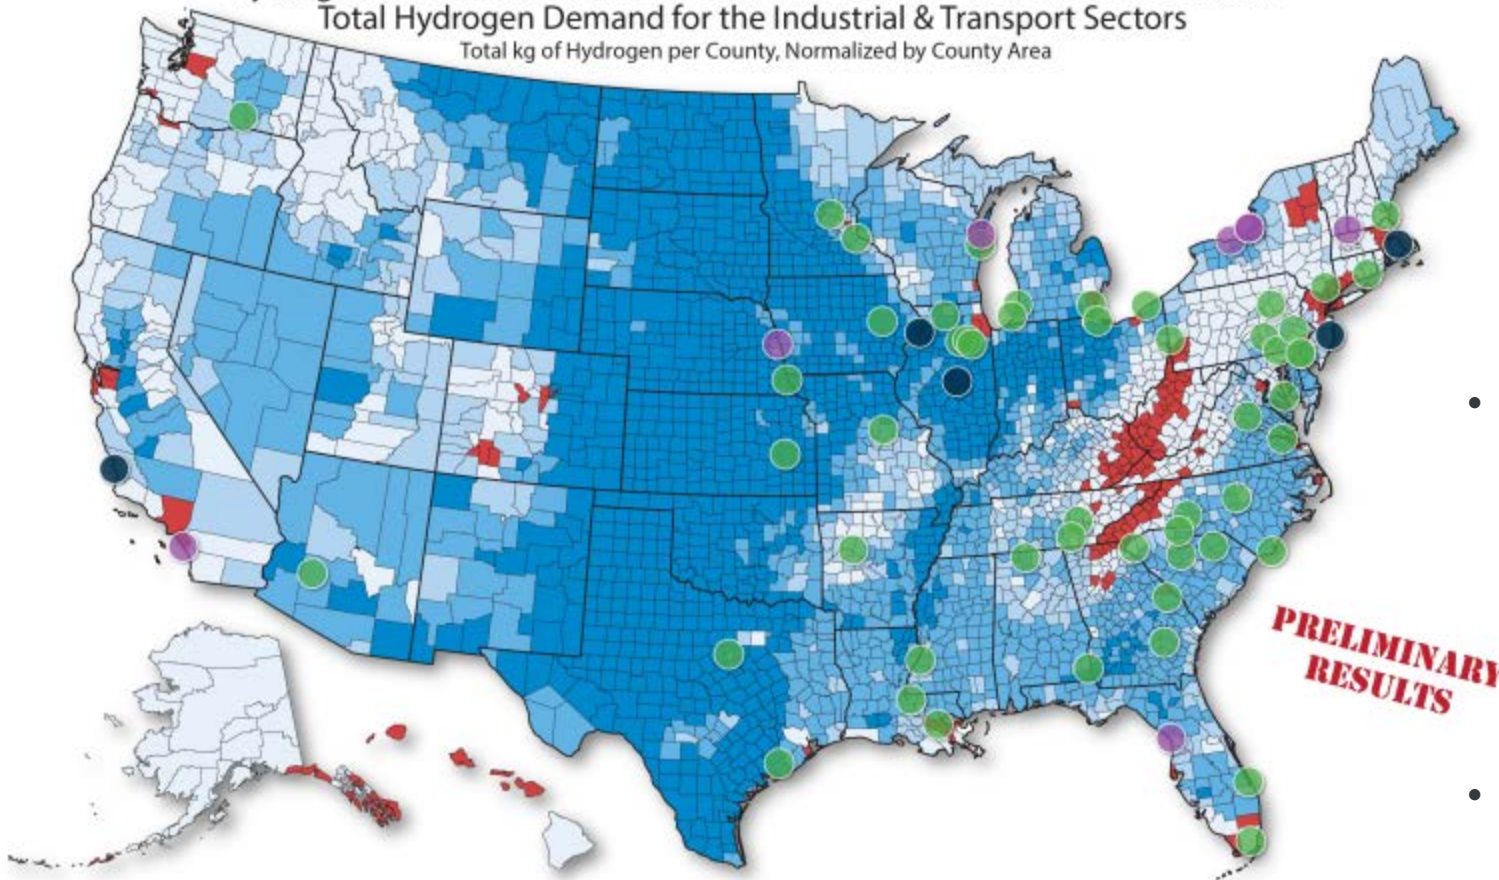 Total Hydrogen Demand for the Industrial & Transport Sectors
Total kg of Hydrogen per County, Normalized by County Area
PRELIMINARY
RESULTS